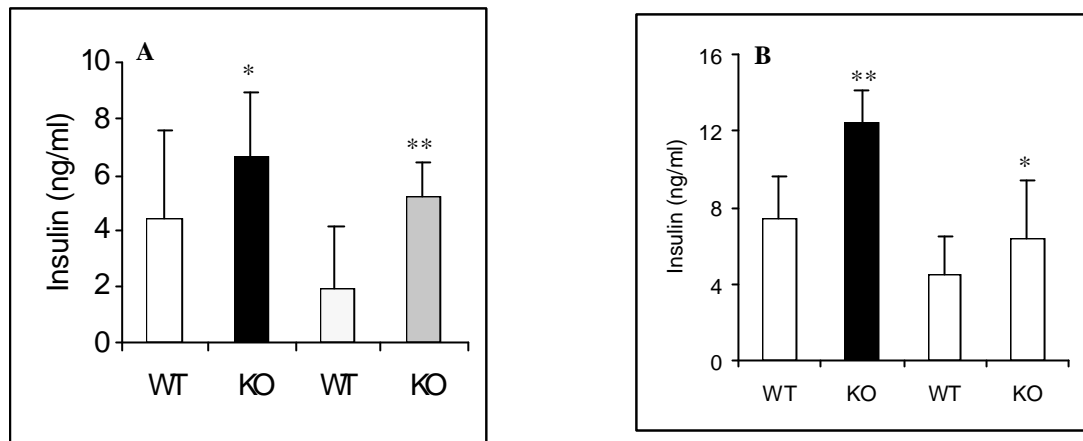 A
Insulin (ng/ml)
10
8
6
4
2
0
*
**
WT KO WT KO
B
Insulin (ng/ml)
16
12
8
4
0
**
*
WT KO WT KO